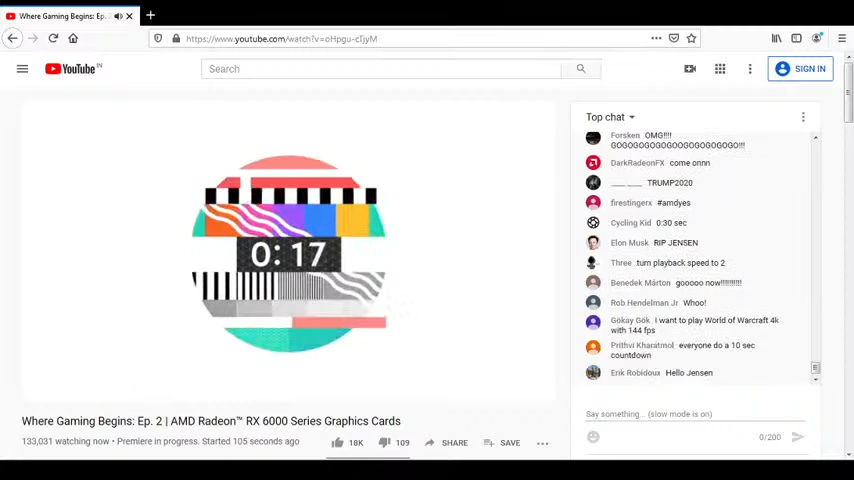 Where Gaming Begins: Ep. 2
https://www.youtube.com/watch?v=oHpgu-cTjyM
YouTube IN
Search
SIGN IN
0:17
Top chat
Forsken OMG!!!!
GOGOGOGOGOGOOGOGOGOGO!!!
DarkRadeonFX come onnn
____ ____ TRUMP2020
firestingerx #amdyes
Cycling Kid 0:30 sec
Elon Musk RIP JENSEN
Three turn playback speed to 2
Benedek Márton gooooo now!!!!!!!!!!
Rob Hendelman Jr Whoo!
Gökay Gök I want to play World of Warcraft 4k
with 144 fps
Prithvi Kharatmol everyone do a 10 sec
countdown
Erik Robidoux Hello Jensen
Say something... (slow mode is on)
0/200
Where Gaming Begins: Ep. 2 | AMD Radeon™ RX 6000 Series Graphics Cards
133,031 watching now • Premiere in progress. Started 105 seconds ago
18K
109
SHARE
SAVE